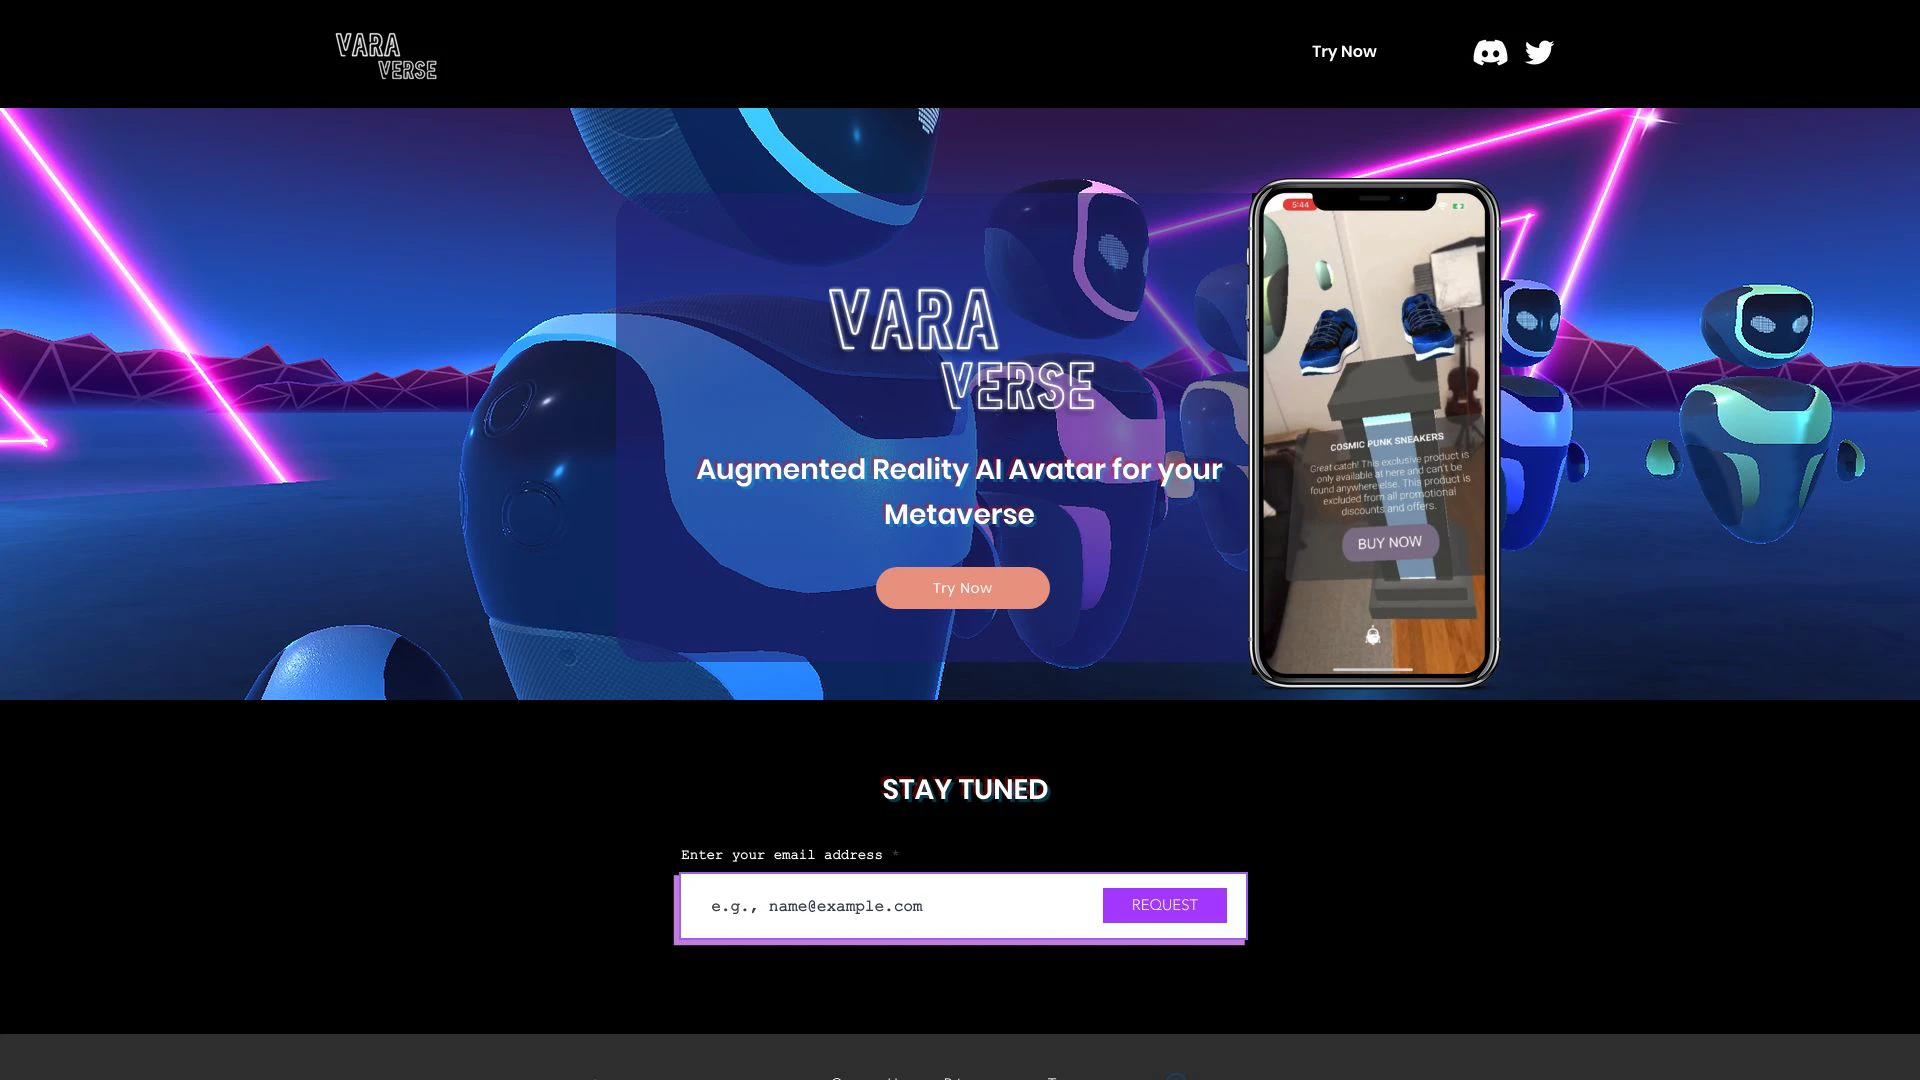 VARA
VERSE
Try Now
5:44
VARA
VERSE
Augmented Reality AI Avatar for your
Metaverse
Try Now
COSMIC PUNK SNEAKERS
Great catch! This exclusive product is
only available at here and can't be
found anywhere else. This product is
excluded from all promotional
discounts and offers.
BUY NOW
STAY TUNED
Enter your email address *
e.g., name@example.com
REQUEST